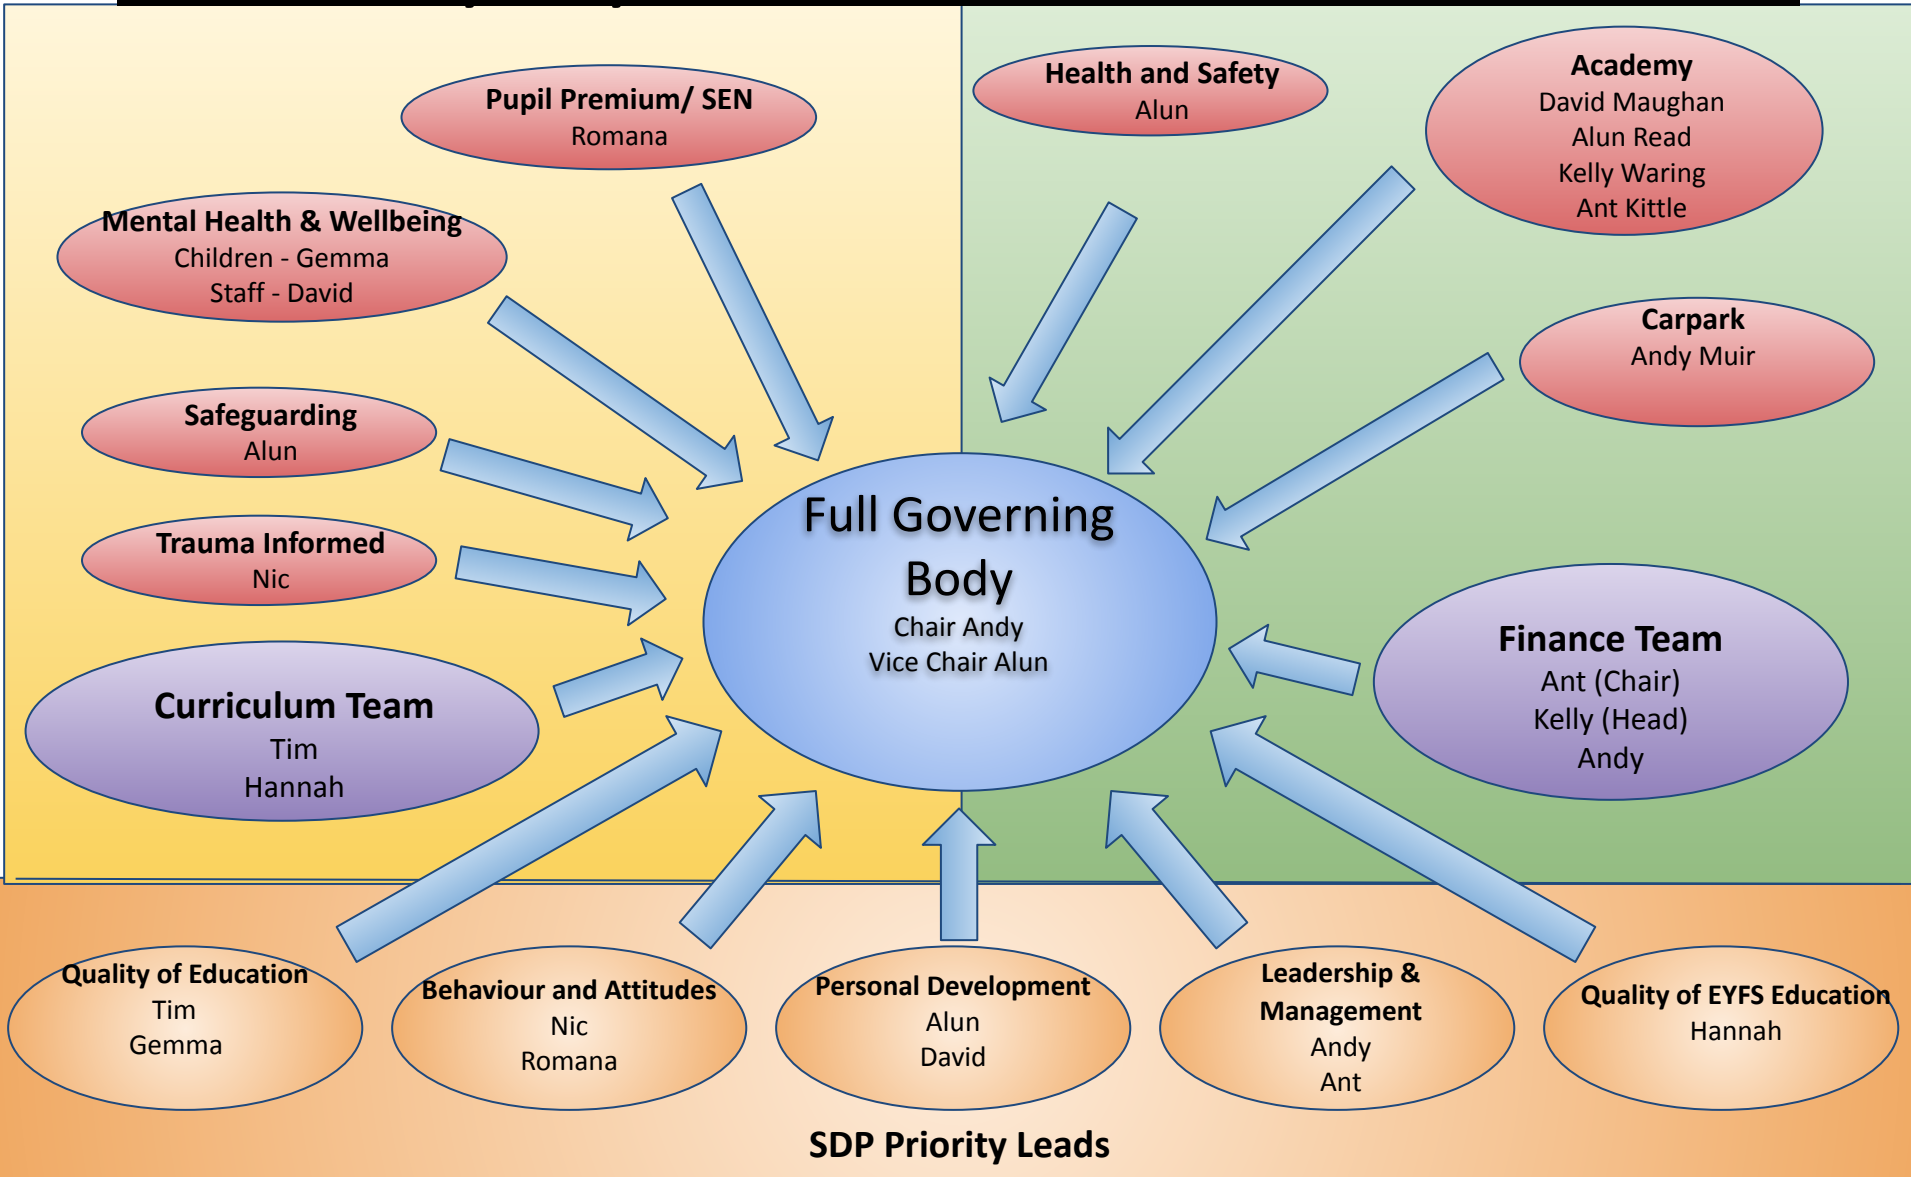 Pupil Premium/ SEN
Romana
Health and Safety
Alun
Academy
David Maughan
Alun Read
Kelly Waring
Ant Kittle
Mental Health & Wellbeing
Children - Gemma
Staff - David
Carpark
Andy Muir
Safeguarding
Alun
Trauma Informed
Nic
Full Governing
Body
Chair Andy
Vice Chair Alun
Curriculum Team
Tim
Hannah
Finance Team
Ant (Chair)
Kelly (Head)
Andy
Quality of Education
Tim
Gemma
Behaviour and Attitudes
Nic
Romana
Personal Development
Alun
David
Leadership &
Management
Andy
Ant
Quality of EYFS Education
Hannah
SDP Priority Leads